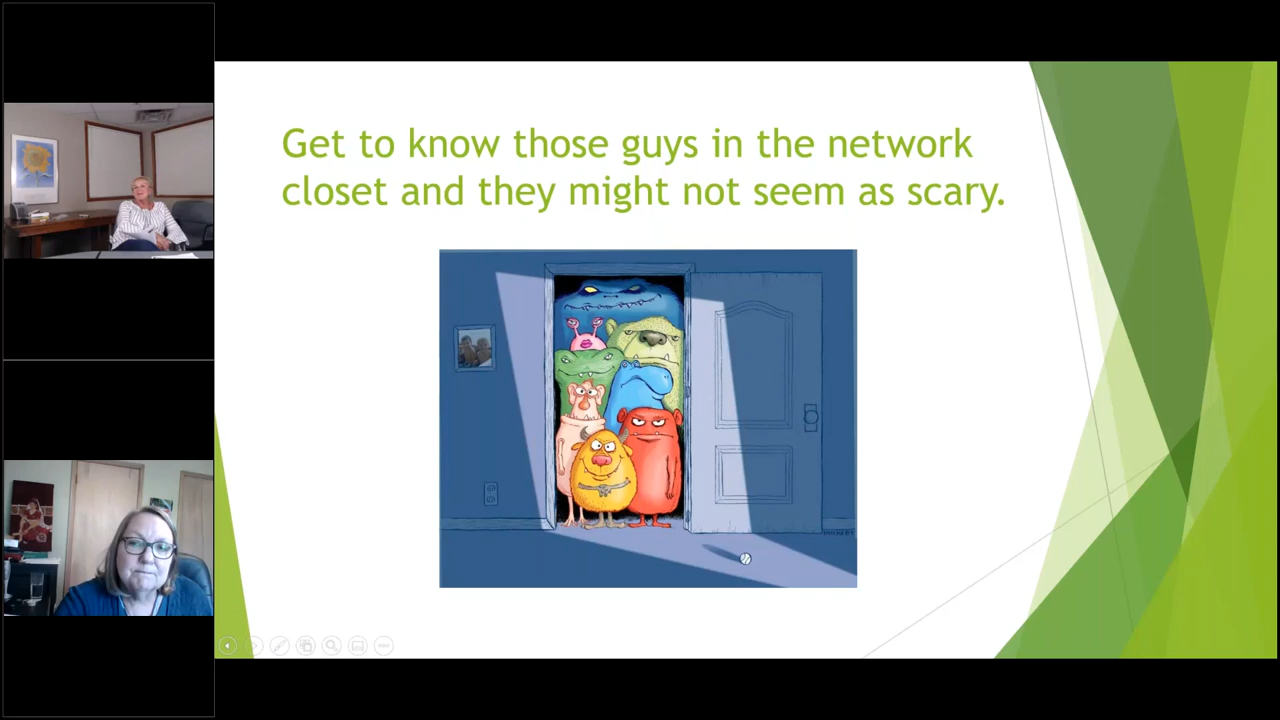 Get to know those guys in the network
closet and they might not seem as scary.